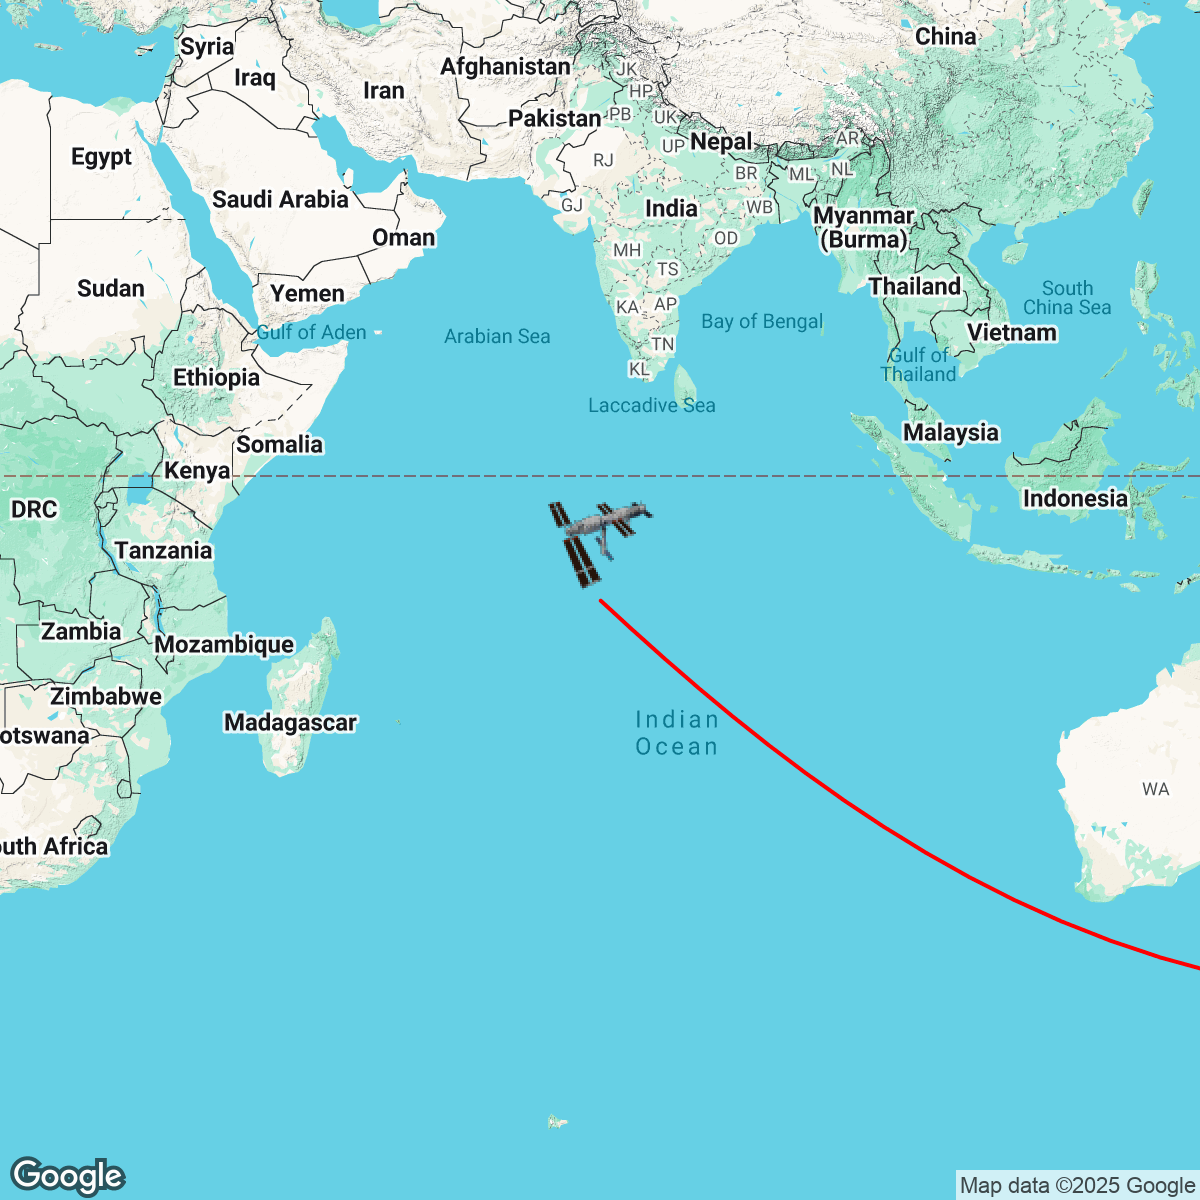 China
Syria
Afghanistan
JK
Iraq
Iran
HP
Pakistan
PB
UK
Nepal
AR
UP
Egypt
RJ
BR
ML
NL
Saudi Arabia
GJ
India
WB
Myanmar
(Burma)
Oman
OD
MH
TS
Sudan
Yemen
Thailand
South
China Sea
KA
AP
Gulf of Aden
Arabian Sea
Bay of Bengal
Vietnam
TN
Gulf of
Thailand
Ethiopia
KL
Laccadive Sea
Malaysia
Somalia
Kenya
Indonesia
DRC
Tanzania
Zambia
Mozambique
Zimbabwe
Madagascar
Indian
Ocean
otswana
WA
outh Africa
Google
Map data ©2025 Google